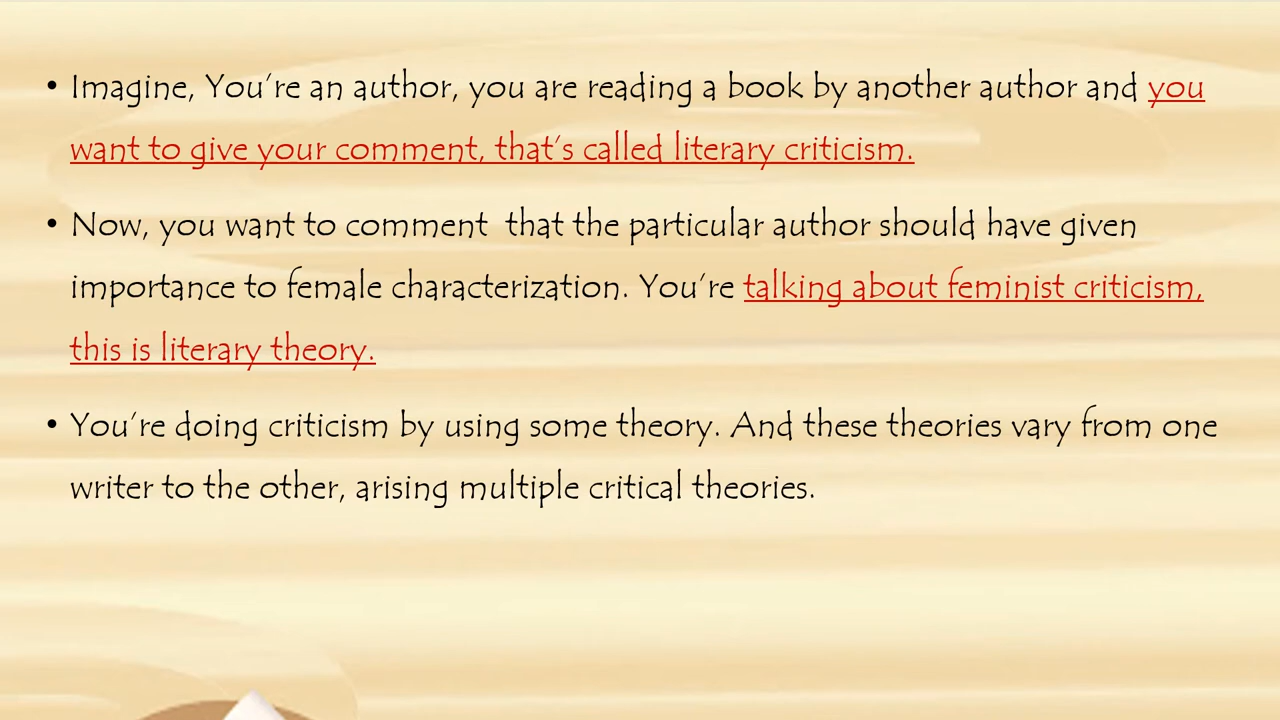 • Imagine, You're an author, you are reading a book by another author and you
want to give your comment, that's called literary criticism.
• Now, you want to comment  that the particular author should have given
importance to female characterization. You're talking about feminist criticism,
this is literary theory.
• You're doing criticism by using some theory. And these theories vary from one
writer to the other, arising multiple critical theories.